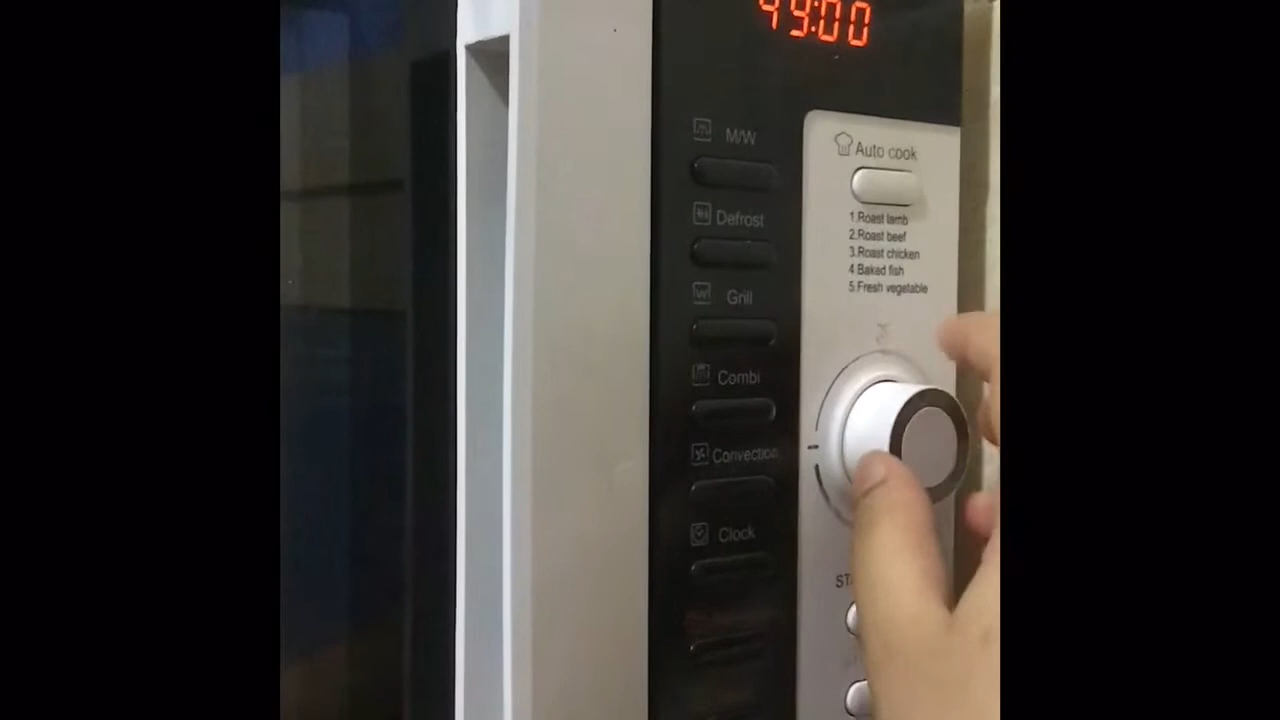 49:00
M/W
Auto cook
Defrost
1.Roast lamb
2.Roast beef
3.Roast chicken
4 Baked fish
5.Fresh vegetable
Grill
Combi
Convection
Clock